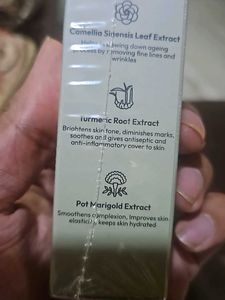 Camellia Sinensis Leaf Extract
Helps slowing down ageing
process by removing fine lines and
wrinkles
Turmeric Root Extract
Brightens skin tone, diminishes marks,
soothes and gives antiseptic and
anti-inflammatory cover to skin
Pot Marigold Extract
Smoothens complexion, Improves skin
elasticity, keeps skin hydrated